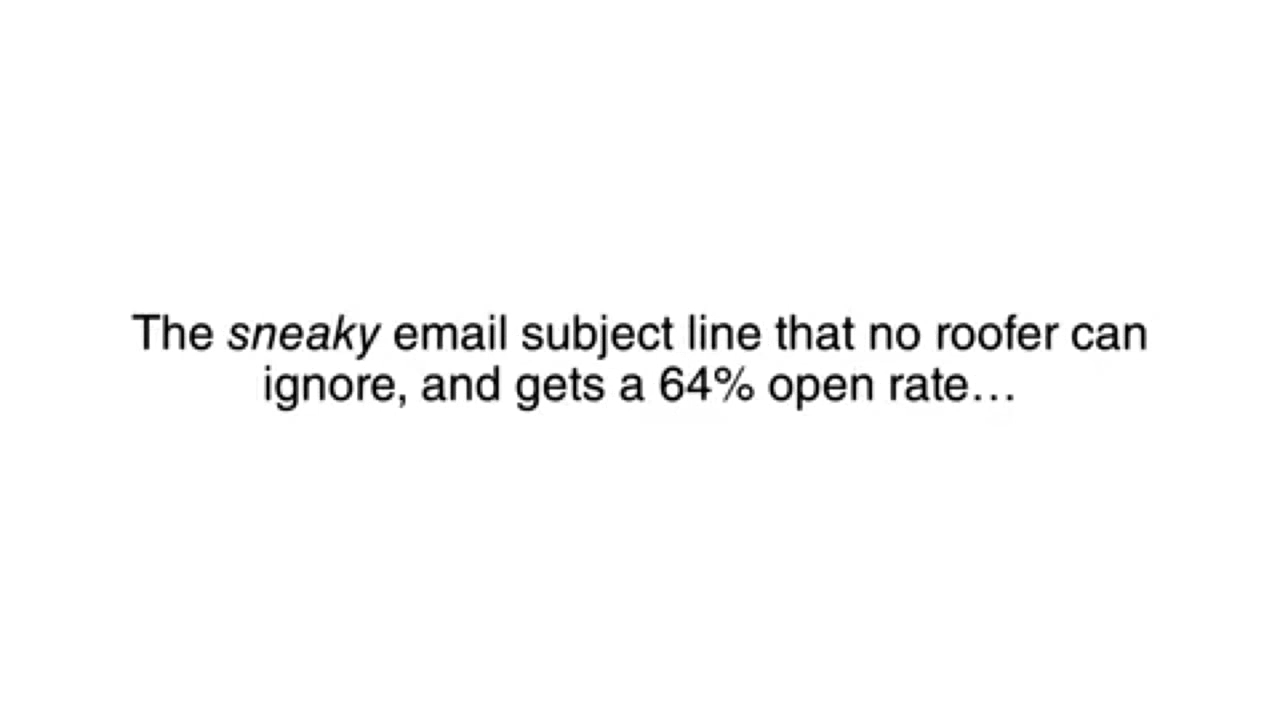 The sneaky email subject line that no roofer can
ignore, and gets a 64% open rate…